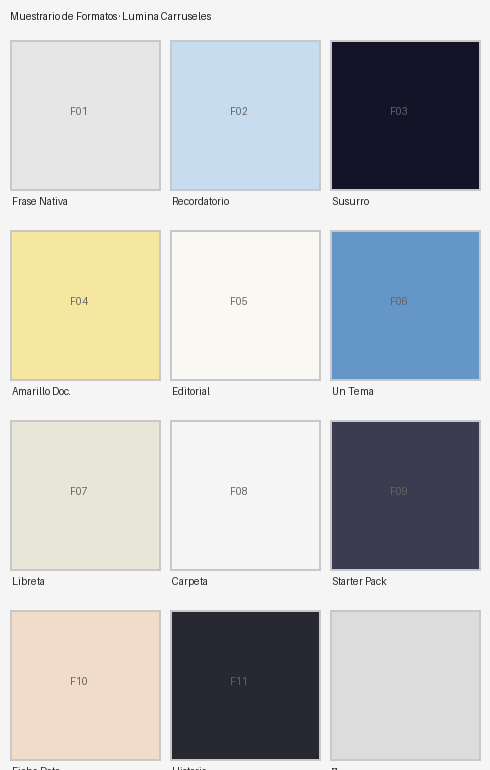 Muestrario de Formatos · Lumina Carruseles
F01 F02 F03
Frase Nativa Recordatorio Susurro
F04 F05 F06
Amarillo Doc. Editorial Un Tema
F07 F08 F09
Libreta Carpeta Starter Pack
F10 F11